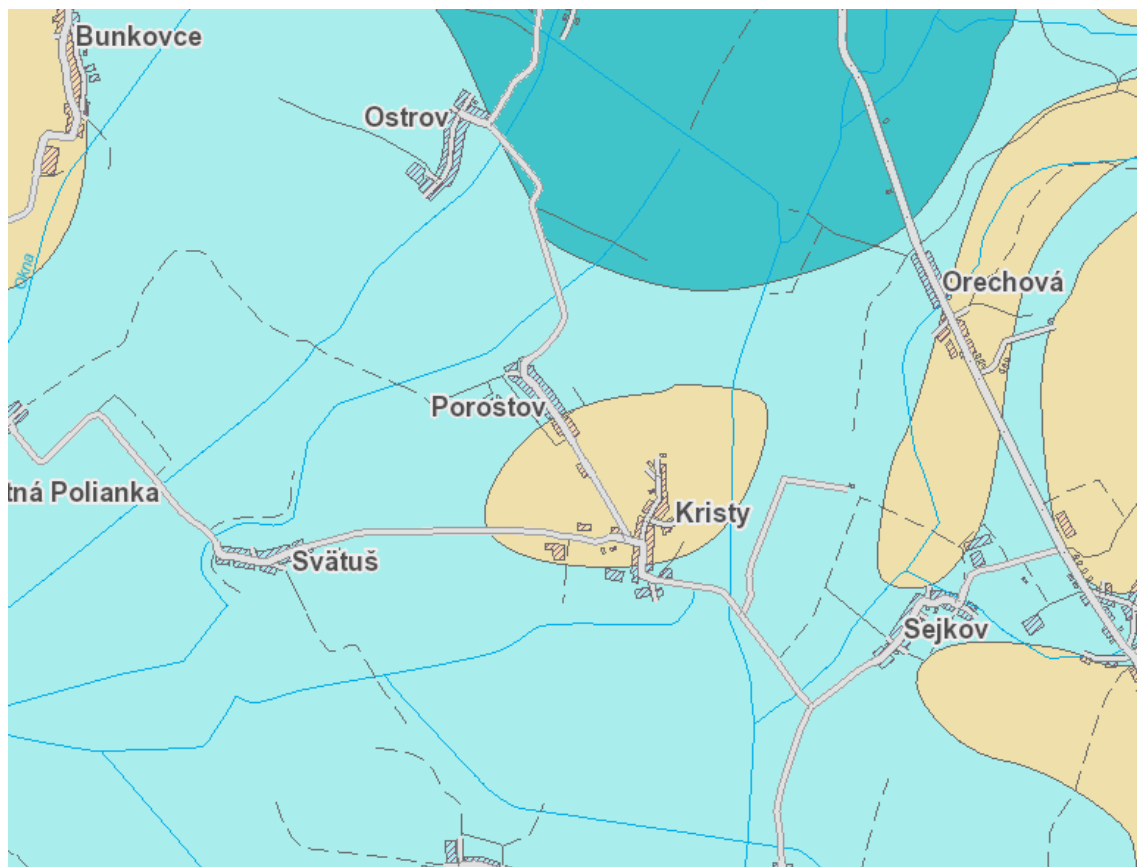 Bunkovce
Ostrov
Okna
Orechová
Porostov
tná Polianka
Kristy
Svätuš
Sejkov